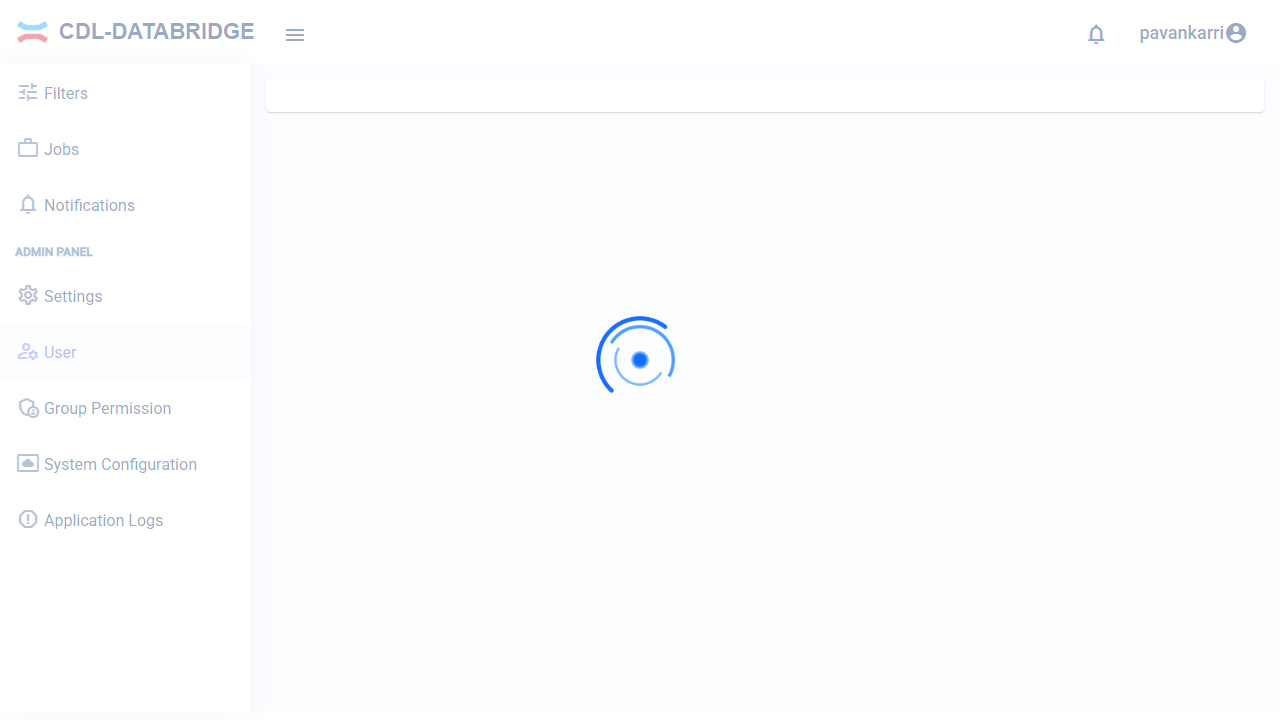 CDL-DATABRIDGE
pavankarri
Filters
Jobs
Notifications
ADMIN PANEL
Settings
User
Group Permission
System Configuration
Application Logs